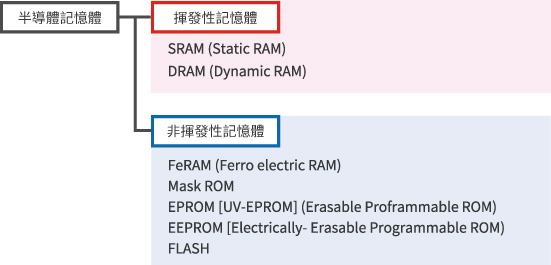 半導體記憶體
揮發性記憶體
SRAM (Static RAM)
DRAM (Dynamic RAM)
非揮發性記憶體
FeRAM (Ferro electric RAM)
Mask ROM
EPROM [UV-EPROM] (Erasable Proframmable ROM)
EEPROM [Electrically- Erasable Programmable ROM)
FLASH